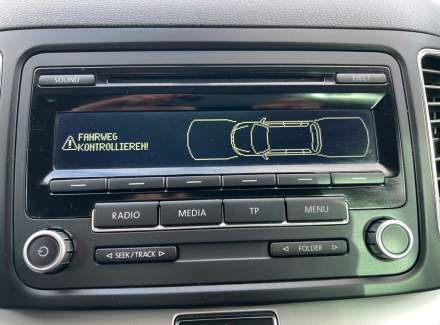 SOUND
EJECT
FAHRWEG
KONTROLLIEREN!
RADIO
MEDIA
TP
MENU
SEEK/TRACK
FOLDER